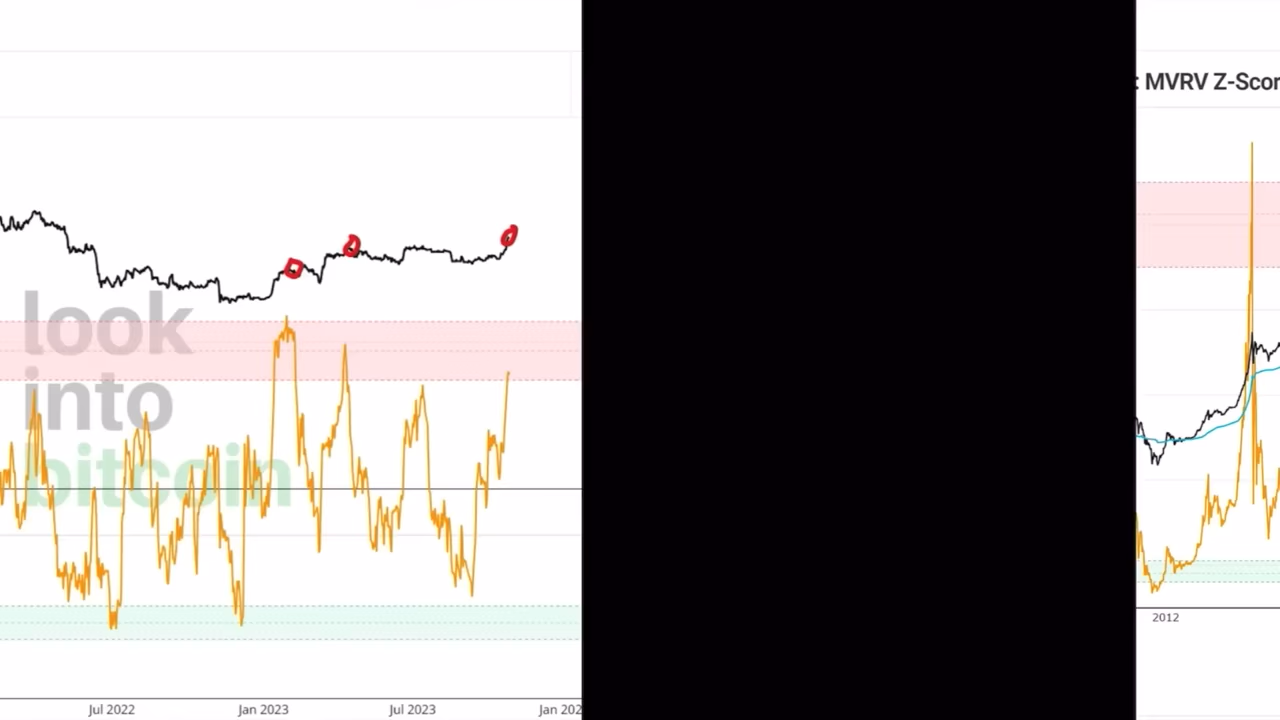 : MVRV Z-Scor
look
into
bitcoin
Jul 2022
Jan 2023
Jul 2023
Jan 202
2012